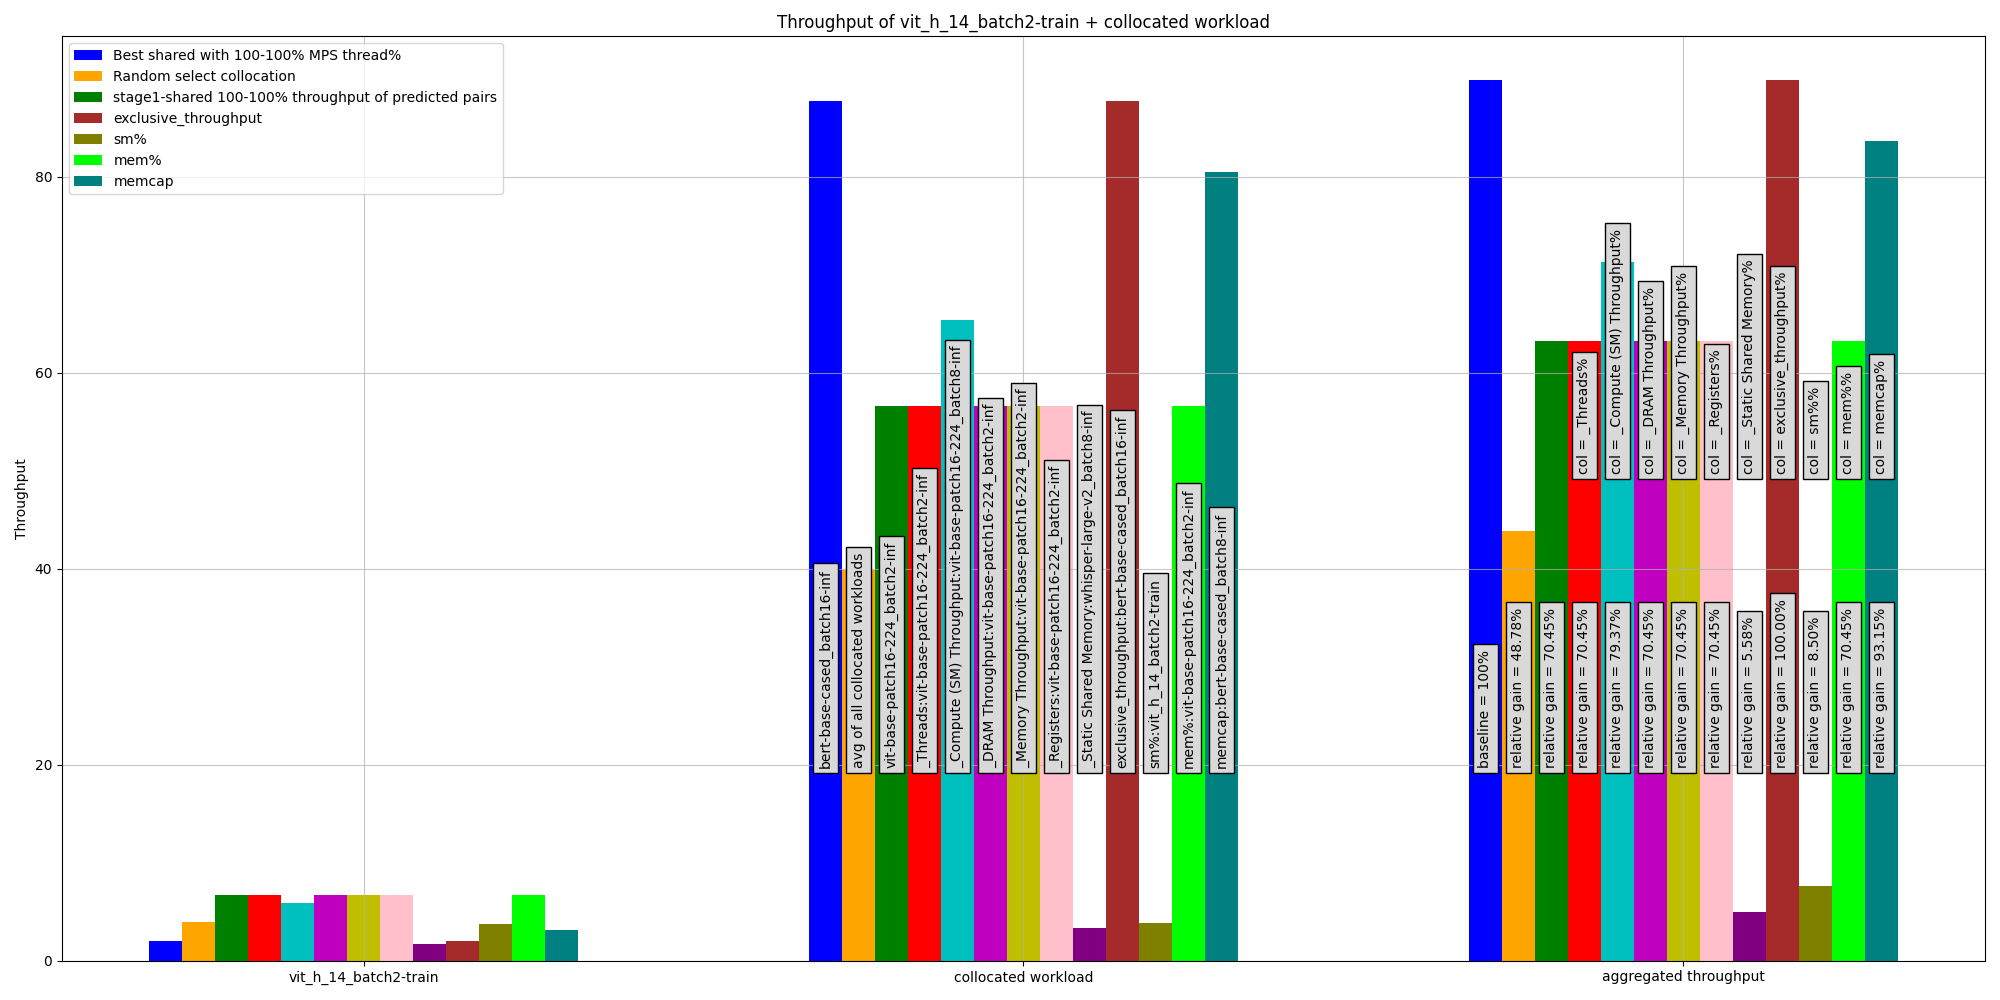 Throughput of vit_h_14_batch2-train + collocated workload
Best shared with 100-100% MPS thread%
Random select collocation
stage1-shared 100-100% throughput of predicted pairs
exclusive_throughput
sm%
mem%
memcap
Throughput
80
60
40
20
0
bert-base-cased_batch16-inf
avg of all collocated workloads
vit-base-patch16-224_batch2-inf
_Threads:vit-base-patch16-224_batch2-inf
_Compute (SM) Throughput:vit-base-patch16-224_batch8-inf
_DRAM Throughput:vit-base-patch16-224_batch2-inf
_Memory Throughput:vit-base-patch16-224_batch2-inf
_Registers:vit-base-patch16-224_batch2-inf
_Static Shared Memory:whisper-large-v2_batch8-inf
exclusive_throughput:bert-base-cased_batch16-inf
sm%:vit_h_14_batch2-train
mem%:vit-base-patch16-224_batch2-inf
memcap:bert-base-cased_batch8-inf
col = _Threads%
col = _Compute (SM) Throughput%
col = _DRAM Throughput%
col = _Memory Throughput%
col = _Registers%
col = _Static Shared Memory%
col = exclusive_throughput%
col = sm%%
col = mem%%
col = memcap%
baseline = 100%
relative gain = 48.78%
relative gain = 70.45%
relative gain = 70.45%
relative gain = 79.37%
relative gain = 70.45%
relative gain = 70.45%
relative gain = 70.45%
relative gain = 5.58%
relative gain = 100.00%
relative gain = 8.50%
relative gain = 70.45%
relative gain = 93.15%
vit_h_14_batch2-train
collocated workload
aggregated throughput